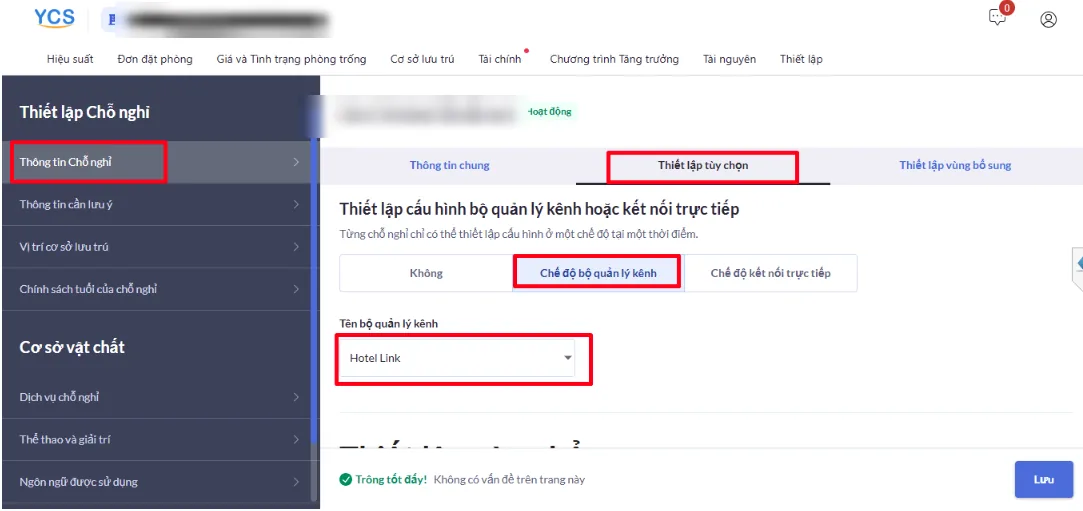 YCS
0
Hiệu suất Đơn đặt phòng Giá và Tình trạng phòng trống Cơ sở lưu trú Tài chính Chương trình Tăng trưởng Tài nguyên Thiết lập
Thiết lập Chỗ nghỉ
Thông tin Chỗ nghỉ
Thông tin cần lưu ý
Vị trí cơ sở lưu trú
Chính sách tuổi của chỗ nghỉ
Cơ sở vật chất
Dịch vụ chỗ nghỉ
Thể thao và giải trí
Ngôn ngữ được sử dụng
Hoạt động
Thông tin chung Thiết lập tùy chọn Thiết lập vùng bổ sung
Thiết lập cấu hình bộ quản lý kênh hoặc kết nối trực tiếp
Từng chỗ nghỉ chỉ có thể thiết lập cấu hình ở một chế độ tại một thời điểm.
Không Chế độ bộ quản lý kênh Chế độ kết nối trực tiếp
Tên bộ quản lý kênh
Hotel Link
Trông tốt đấy! Không có vấn đề trên trang này
Lưu